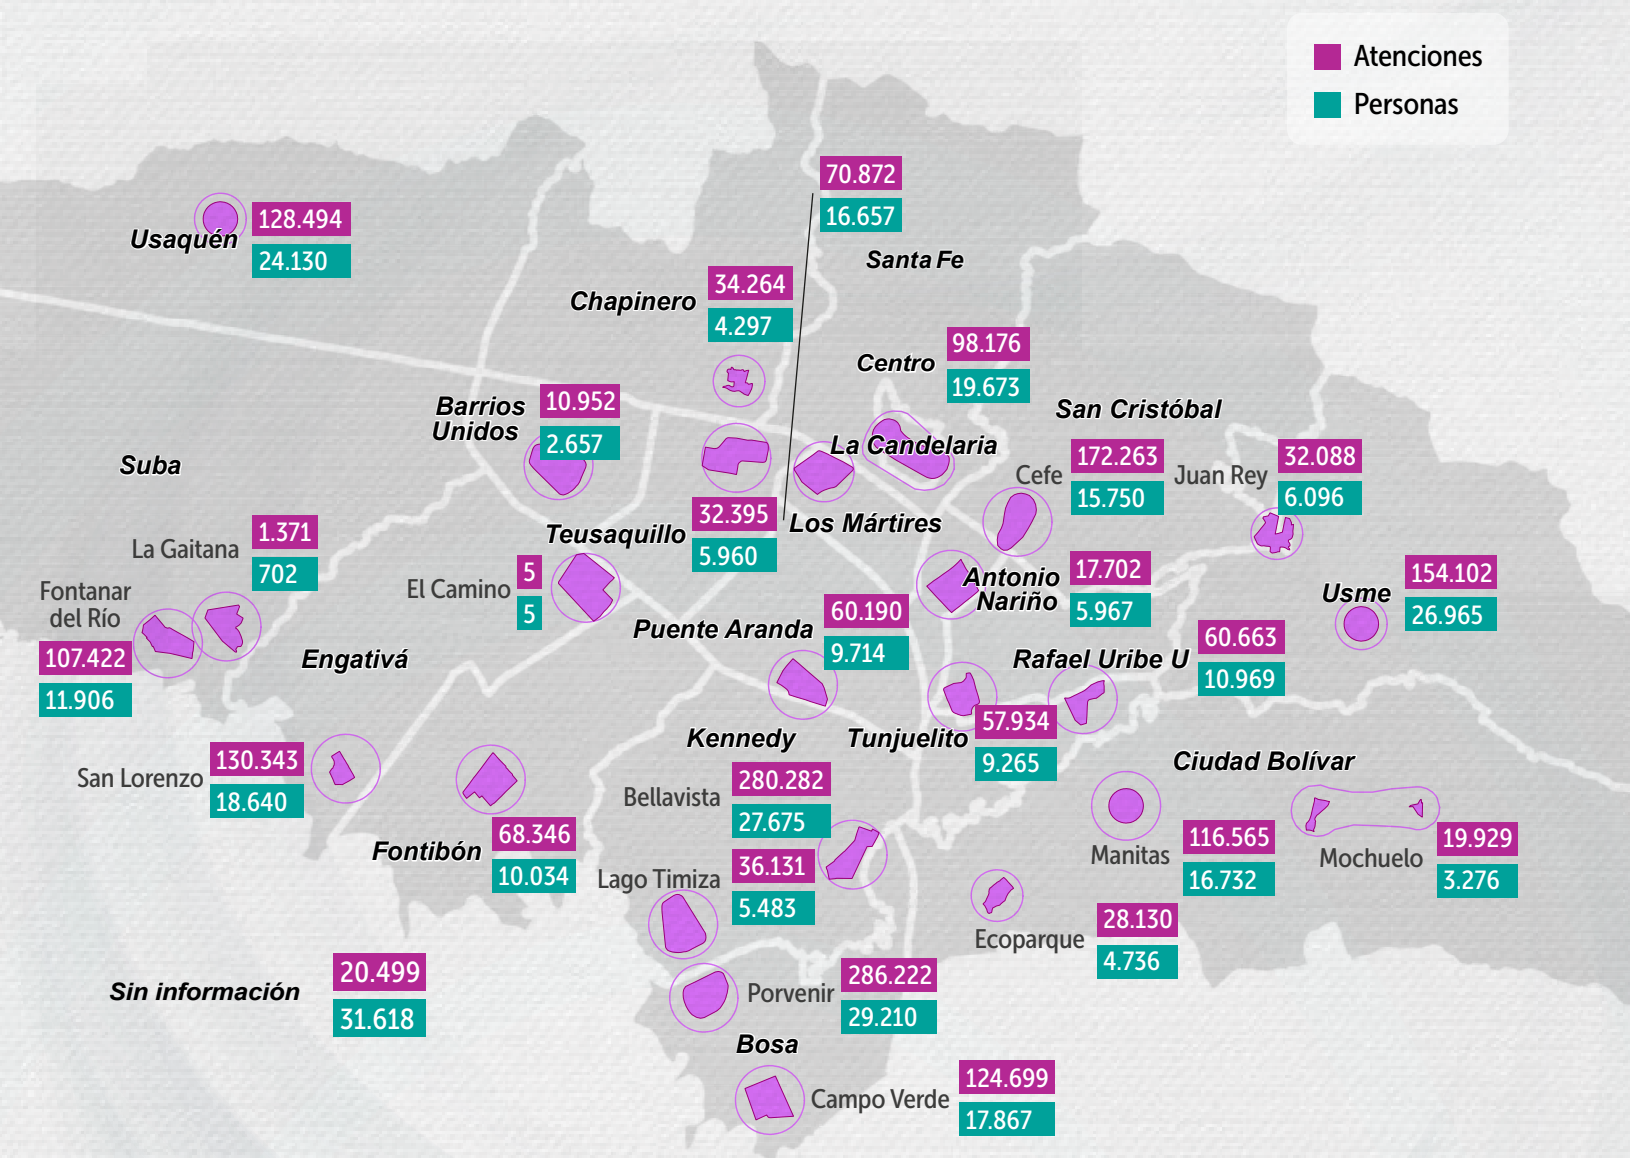 Atenciones
Personas
70.872
16.657
Santa Fe
Usaquén
128.494
24.130
Chapinero
34.264
4.297
Centro
98.176
19.673
Barrios
Unidos
10.952
2.657
San Cristóbal
La Candelaria
Cefe
172.263
15.750
Juan Rey
32.088
6.096
Suba
La Gaitana
1.371
702
Teusaquillo
32.395
5.960
Los Mártires
El Camino
5
5
Fontanar
del Río
107.422
11.906
Antonio
Nariño
17.702
5.967
Usme
154.102
26.965
Puente Aranda
60.190
9.714
Rafael Uribe U
60.663
10.969
Engativá
San Lorenzo
130.343
18.640
Kennedy
Tunjuelito
57.934
9.265
Ciudad Bolívar
Bellavista
280.282
27.675
Fontibón
68.346
10.034
Lago Timiza
36.131
5.483
Manitas
116.565
16.732
Mochuelo
19.929
3.276
Ecoparque
28.130
4.736
Sin información
20.499
31.618
Porvenir
286.222
29.210
Bosa
Campo Verde
124.699
17.867